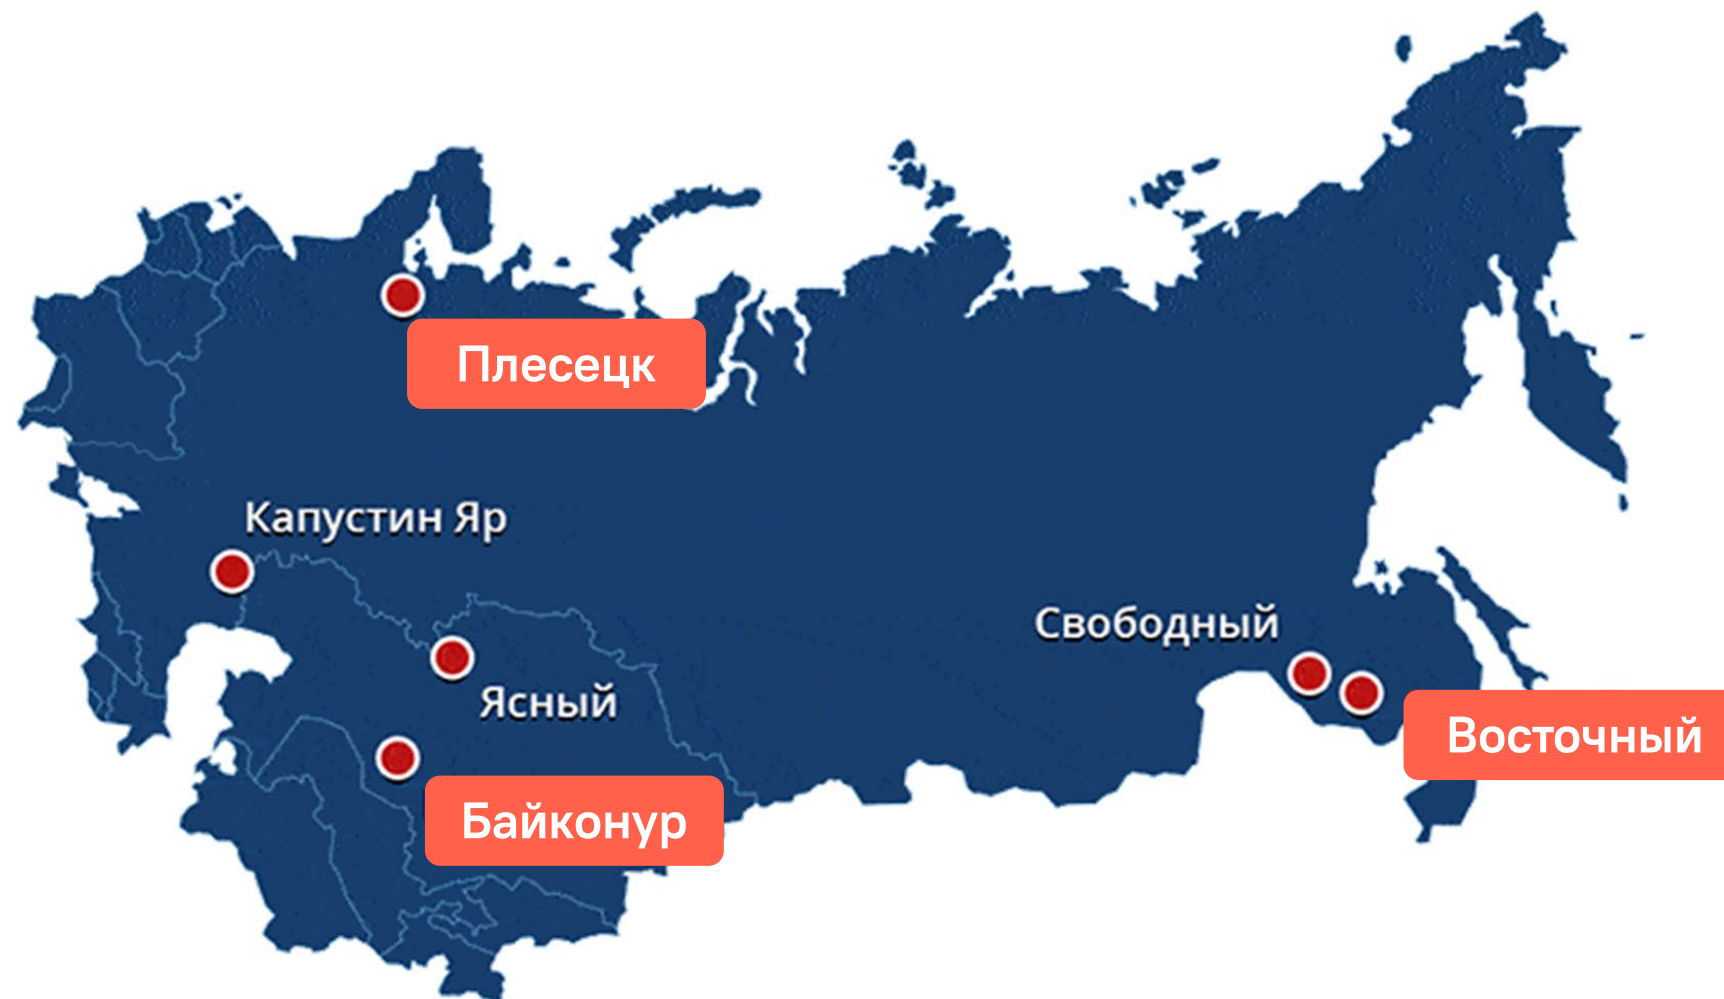 Плесецк
Капустин Яр
Свободный
Ясный
Восточный
Байконур